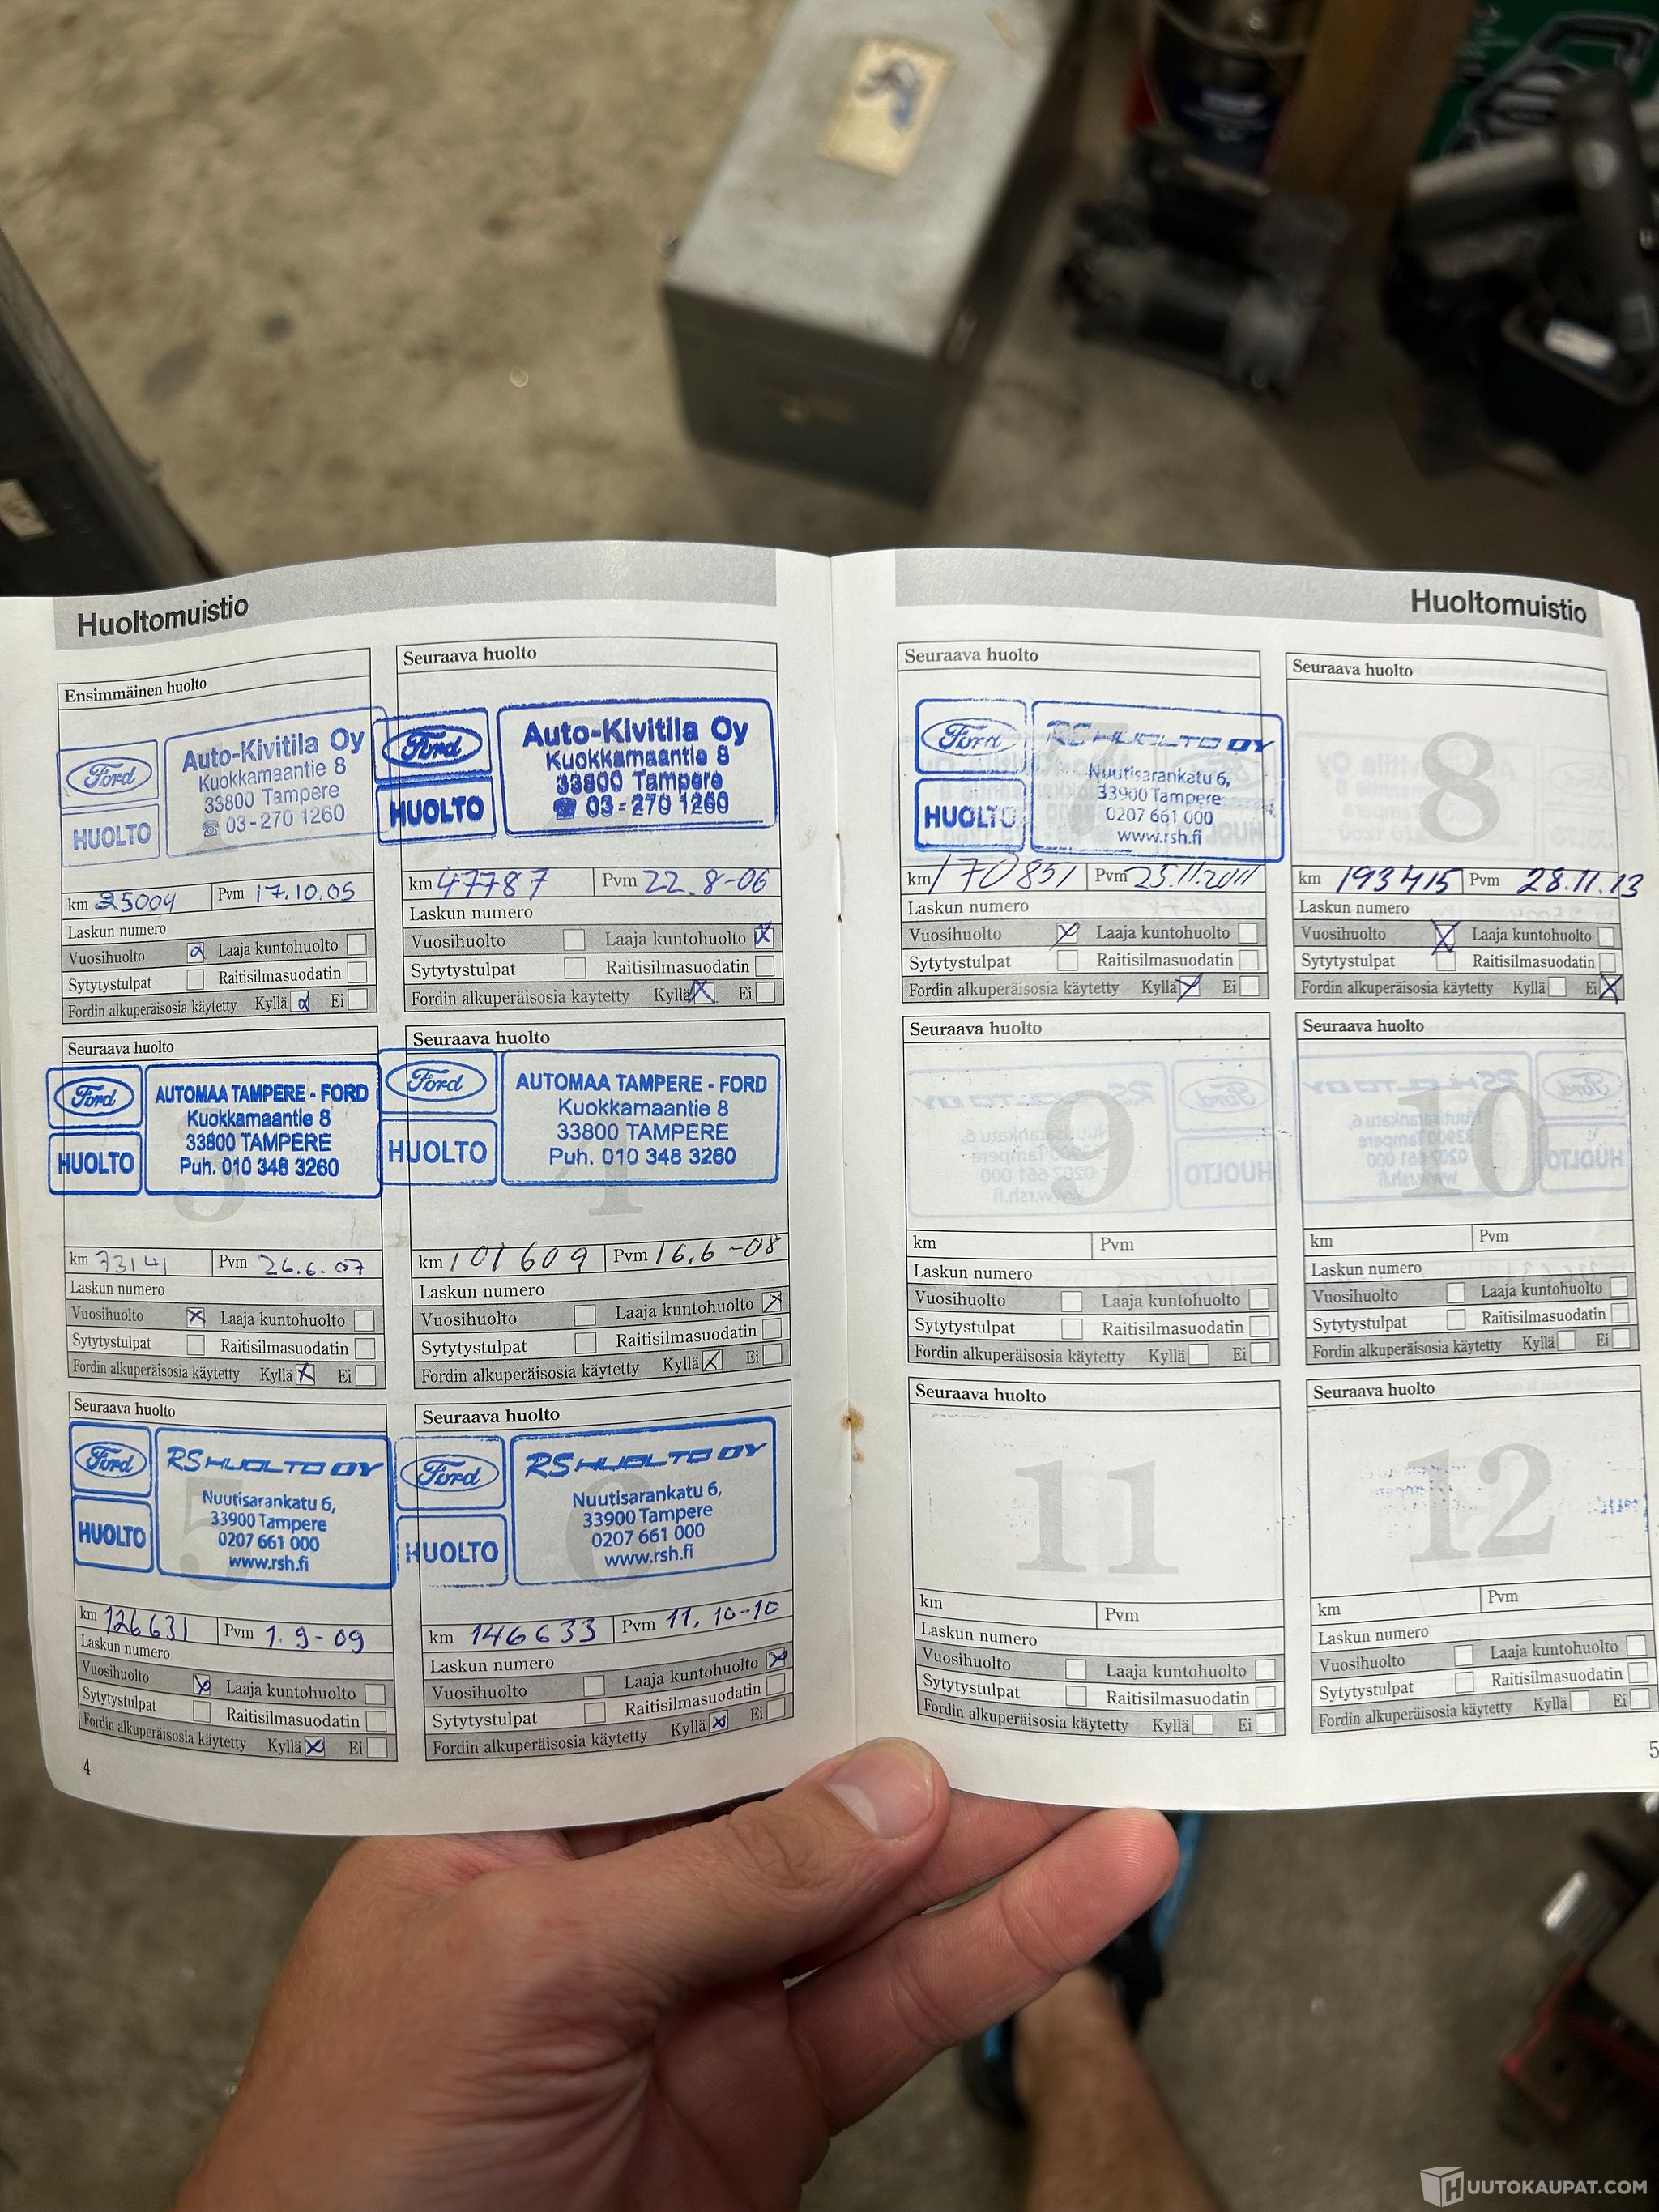 Huoltomuistio
Ensimmäinen huolto
Ford
HUOLTO
Auto-Kivitila Oy
Kuokkamaantie 8
33800 Tampere
☎ 03-270 1260
km 25004 Pvm 17.10.05
Laskun numero
Vuosihuolto Laaja kuntohuolto
Sytytystulpat Raitisilmasuodatin
Fordin alkuperäisosia käytetty Kyllä Ei
Seuraava huolto
Ford
HUOLTO
Auto-Kivitila Oy
Kuokkamaantie 8
33800 Tampere
☎ 03-270 1260
km 47787 Pvm 22.8-06
Laskun numero
Vuosihuolto Laaja kuntohuolto X
Sytytystulpat Raitisilmasuodatin
Fordin alkuperäisosia käytetty Kyllä X Ei
Seuraava huolto
3
Ford
HUOLTO
AUTOMAA TAMPERE - FORD
Kuokkamaantie 8
33800 TAMPERE
Puh. 010 348 3260
km 73141 Pvm 26.6.07
Laskun numero
Vuosihuolto X Laaja kuntohuolto
Sytytystulpat Raitisilmasuodatin
Fordin alkuperäisosia käytetty Kyllä X Ei
Seuraava huolto
4
Ford
HUOLTO
AUTOMAA TAMPERE - FORD
Kuokkamaantie 8
33800 TAMPERE
Puh. 010 348 3260
km 101609 Pvm 16.6-08
Laskun numero
Vuosihuolto Laaja kuntohuolto X
Sytytystulpat Raitisilmasuodatin
Fordin alkuperäisosia käytetty Kyllä X Ei
Seuraava huolto
5
Ford
HUOLTO
RS HUOLTO OY
Nuutisarankatu 6,
33900 Tampere
0207 661 000
www.rsh.fi
km 126631 Pvm 1.9-09
Laskun numero
Vuosihuolto X Laaja kuntohuolto
Sytytystulpat Raitisilmasuodatin
Fordin alkuperäisosia käytetty Kyllä X Ei
Seuraava huolto
6
Ford
HUOLTO
RS HUOLTO OY
Nuutisarankatu 6,
33900 Tampere
0207 661 000
www.rsh.fi
km 146633 Pvm 11.10-10
Laskun numero
Vuosihuolto Laaja kuntohuolto X
Sytytystulpat Raitisilmasuodatin
Fordin alkuperäisosia käytetty Kyllä X Ei
4
Huoltomuistio
Seuraava huolto
Ford
HUOLTO
RS HUOLTO OY
Nuutisarankatu 6,
33900 Tampere
0207 661 000
www.rsh.fi
km 170851 Pvm 25.11.2011
Laskun numero
Vuosihuolto X Laaja kuntohuolto
Sytytystulpat Raitisilmasuodatin
Fordin alkuperäisosia käytetty Kyllä X Ei
Seuraava huolto
8
km 193415 Pvm 28.11.13
Laskun numero
Vuosihuolto X Laaja kuntohuolto
Sytytystulpat Raitisilmasuodatin
Fordin alkuperäisosia käytetty Kyllä Ei X
Seuraava huolto
9
km Pvm
Laskun numero
Vuosihuolto Laaja kuntohuolto
Sytytystulpat Raitisilmasuodatin
Fordin alkuperäisosia käytetty Kyllä Ei
Seuraava huolto
10
km Pvm
Laskun numero
Vuosihuolto Laaja kuntohuolto
Sytytystulpat Raitisilmasuodatin
Fordin alkuperäisosia käytetty Kyllä Ei
Seuraava huolto
11
km Pvm
Laskun numero
Vuosihuolto Laaja kuntohuolto
Sytytystulpat Raitisilmasuodatin
Fordin alkuperäisosia käytetty Kyllä Ei
Seuraava huolto
12
km Pvm
Laskun numero
Vuosihuolto Laaja kuntohuolto
Sytytystulpat Raitisilmasuodatin
Fordin alkuperäisosia käytetty Kyllä Ei
5
HUUTOKAUPAT.COM